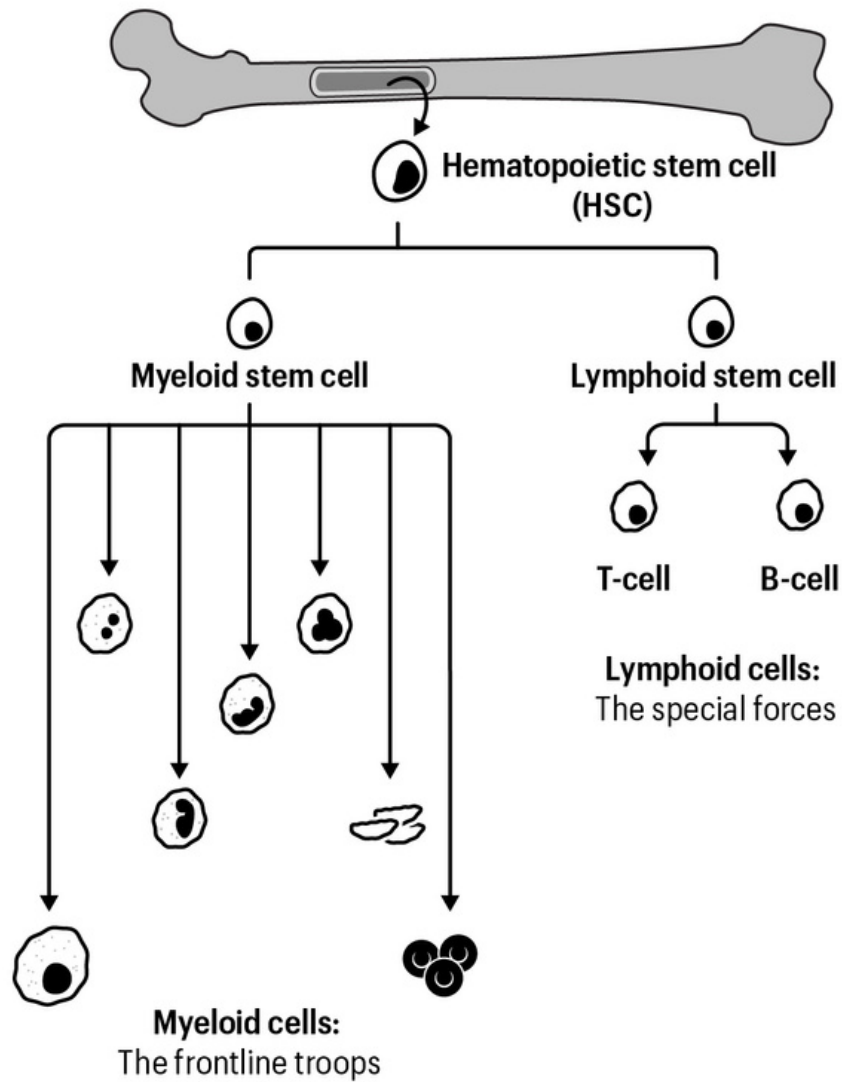 Hematopoietic stem cell
(HSC)
Myeloid stem cell
Lymphoid stem cell
T-cell
B-cell
Lymphoid cells:
The special forces
Myeloid cells:
The frontline troops